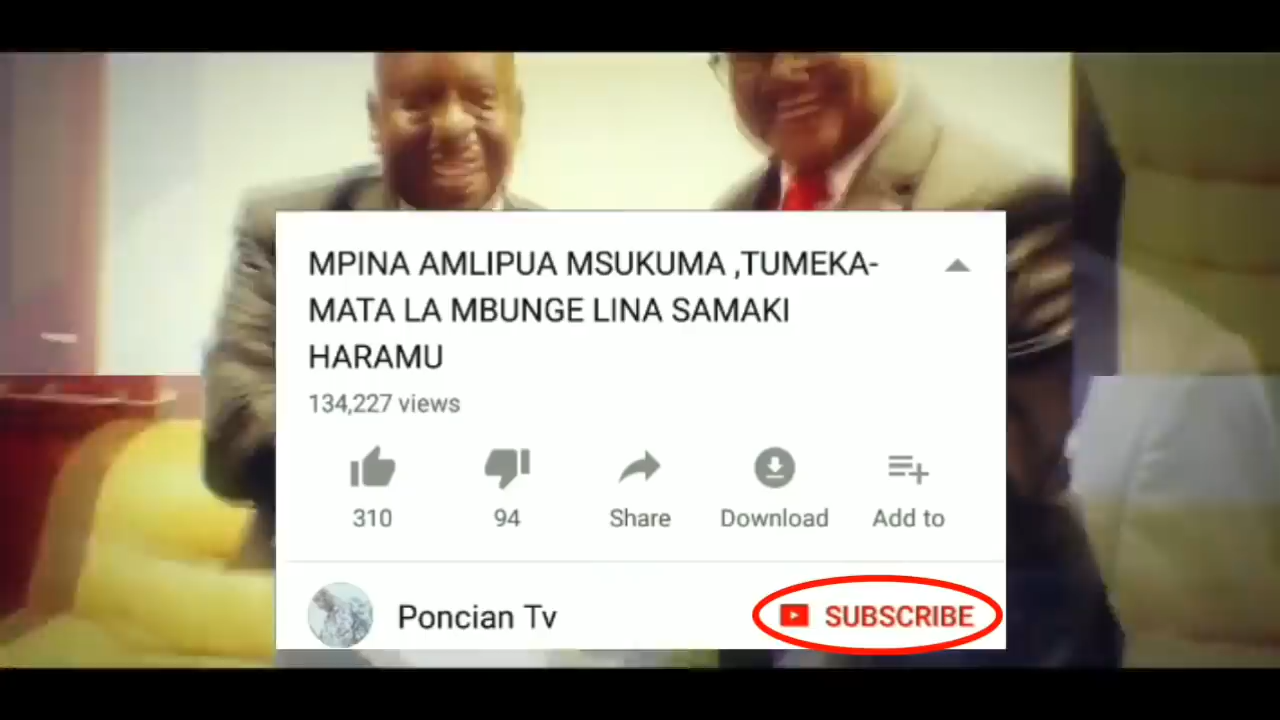 MPINA AMLIPUA MSUKUMA ,TUMEKA-
MATA LA MBUNGE LINA SAMAKI
HARAMU
134,227 views
310 94 Share Download Add to
Poncian Tv SUBSCRIBE